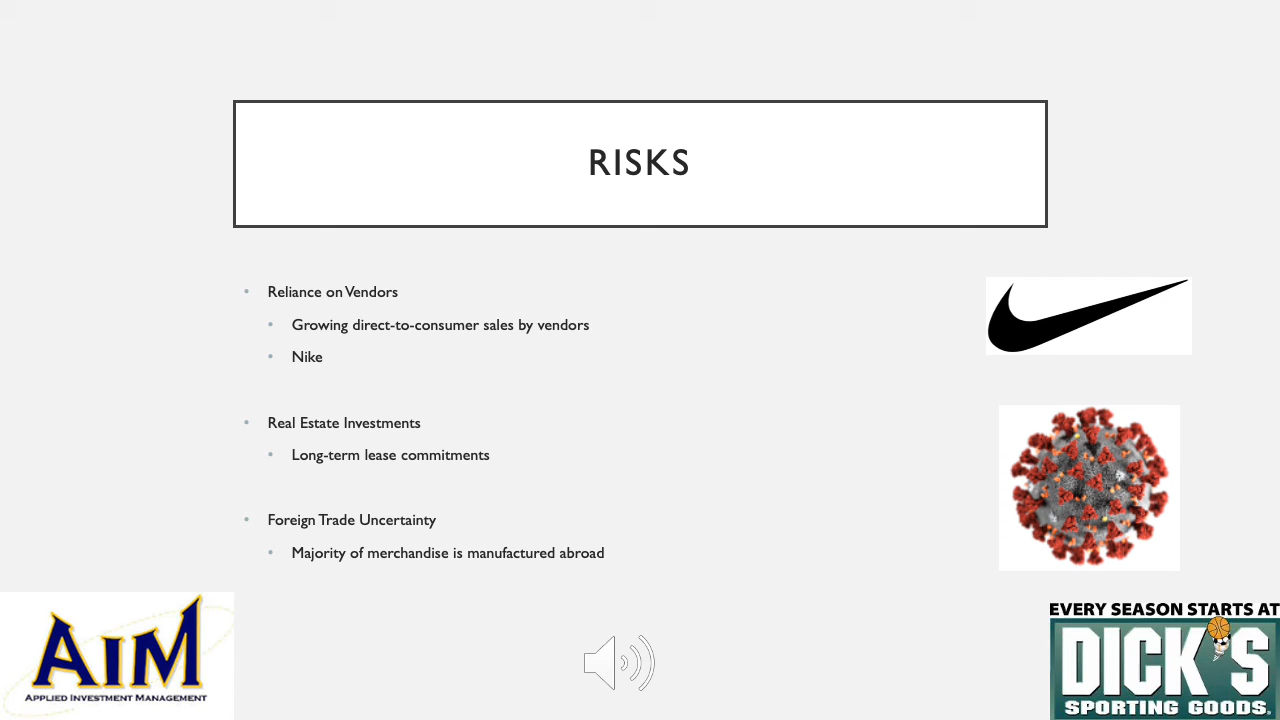 RISKS
Reliance on Vendors
Growing direct-to-consumer sales by vendors
Nike
Real Estate Investments
Long-term lease commitments
Foreign Trade Uncertainty
Majority of merchandise is manufactured abroad
AIM
APPLIED INVESTMENT MANAGEMENT
EVERY SEASON STARTS AT
DICK'S
SPORTING GOODS.